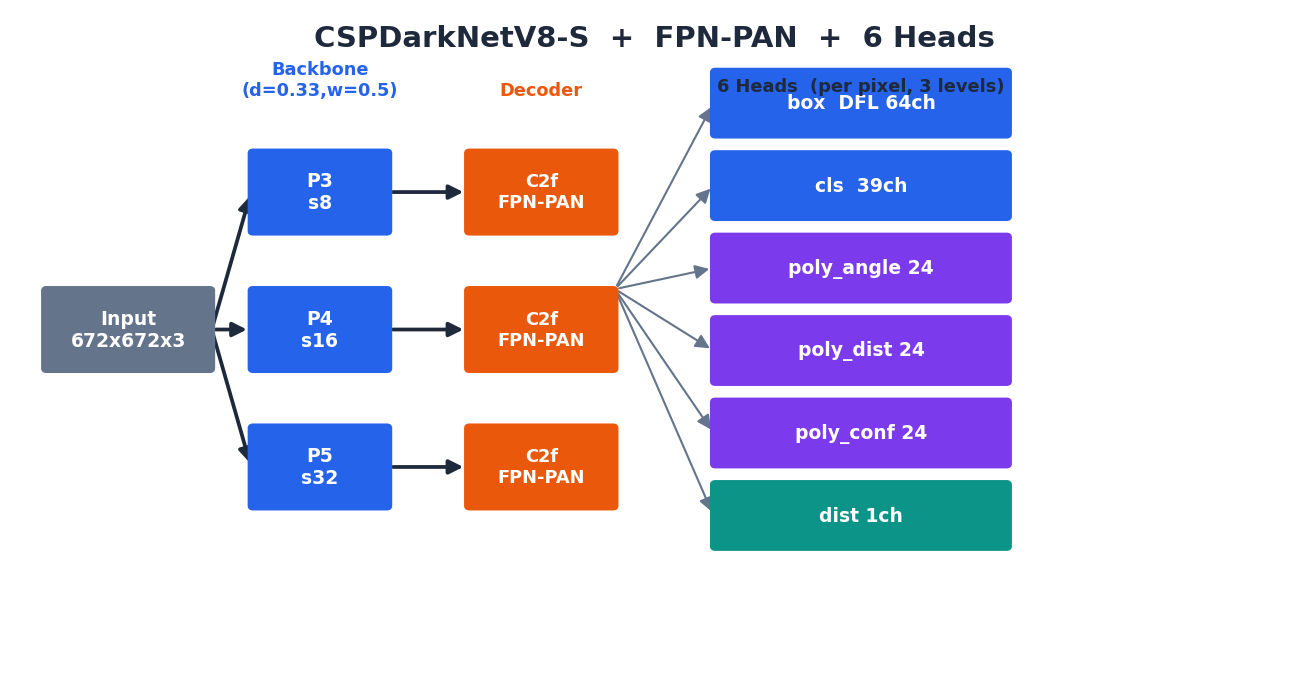 CSPDarkNetV8-S + FPN-PAN + 6 Heads
Backbone
(d=0.33,w=0.5)
Decoder
6 Heads (per pixel, 3 levels)
Input
672x672x3
P3
s8
P4
s16
P5
s32
C2f
FPN-PAN
C2f
FPN-PAN
C2f
FPN-PAN
box DFL 64ch
cls 39ch
poly_angle 24
poly_dist 24
poly_conf 24
dist 1ch